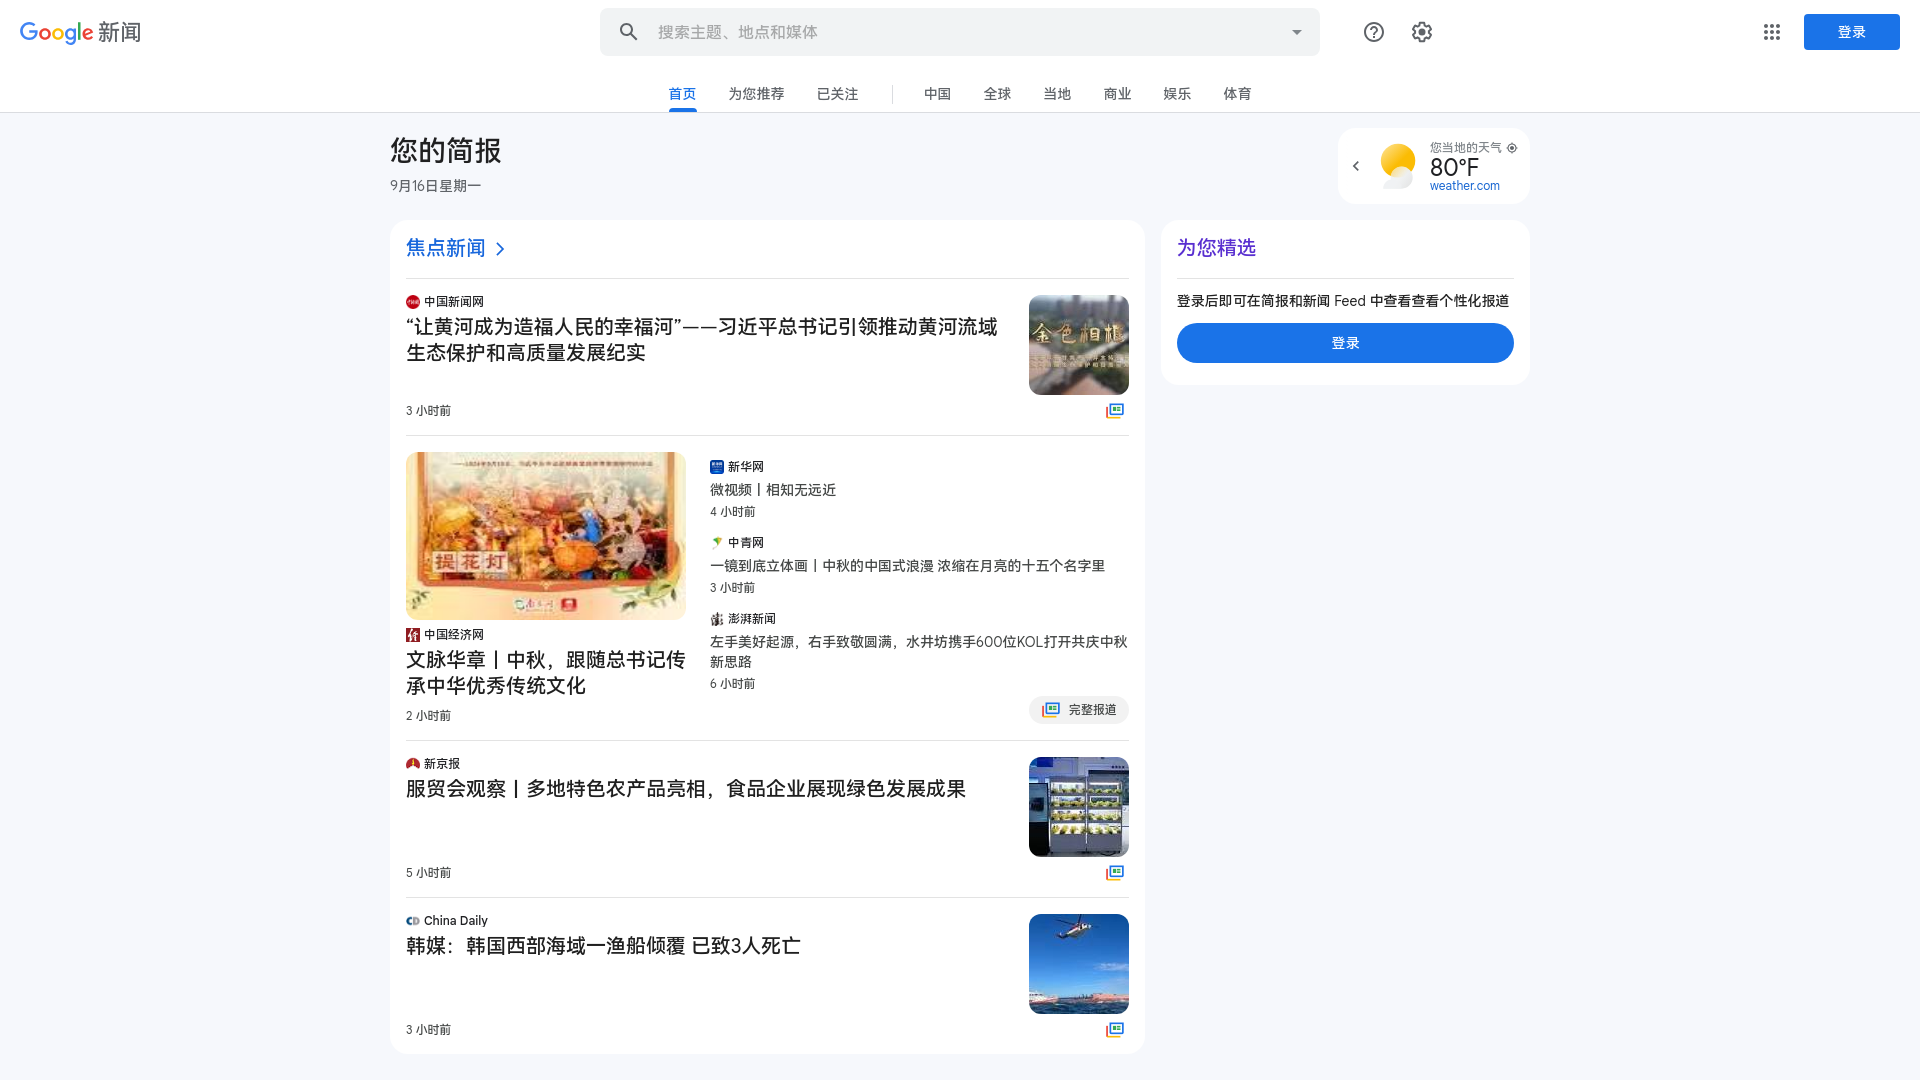 Google 新闻
搜索主题、地点和媒体
登录
首页
为您推荐
已关注
中国
全球
当地
商业
娱乐
体育
您的简报
9月16日星期一
您当地的天气
80°F
weather.com
焦点新闻
中国新闻网
“让黄河成为造福人民的幸福河”——习近平总书记引领推动黄河流域
生态保护和高质量发展纪实
金色相框
3 小时前
提花灯
中国经济网
文脉华章丨中秋，跟随总书记传
承中华优秀传统文化
2 小时前
新华网
微视频丨相知无远近
4 小时前
中青网
一镜到底立体画丨中秋的中国式浪漫 浓缩在月亮的十五个名字里
3 小时前
澎湃新闻
左手美好起源，右手致敬圆满，水井坊携手600位KOL打开共庆中秋
新思路
6 小时前
完整报道
新京报
服贸会观察丨多地特色农产品亮相，食品企业展现绿色发展成果
5 小时前
China Daily
韩媒：韩国西部海域一渔船倾覆 已致3人死亡
3 小时前
为您精选
登录后即可在简报和新闻 Feed 中查看查看个性化报道
登录